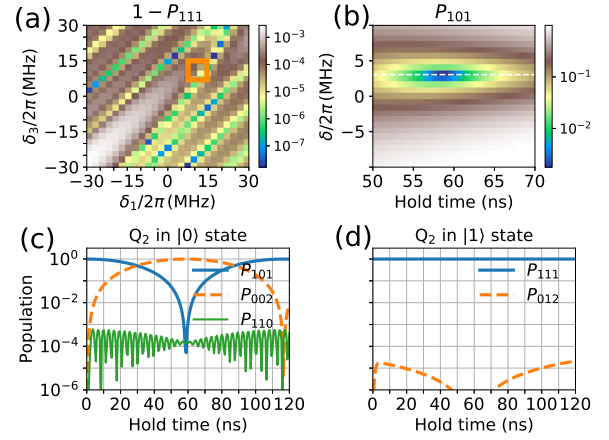 (a)
1 − P111
30
15
0
−15
−30
δ3/2π (MHz)
−30
−15
0
15
30
δ1/2π (MHz)
10−3
10−4
10−5
10−6
10−7
(b)
P101
5
0
−5
δ/2π (MHz)
50
55
60
65
70
Hold time (ns)
10−1
10−2
(c)
Q2 in |0⟩ state
100
10−2
10−4
10−6
Population
P101
P002
P110
0
20
40
60
80
100
120
Hold time (ns)
(d)
Q2 in |1⟩ state
P111
P012
0
20
40
60
80
100
120
Hold time (ns)